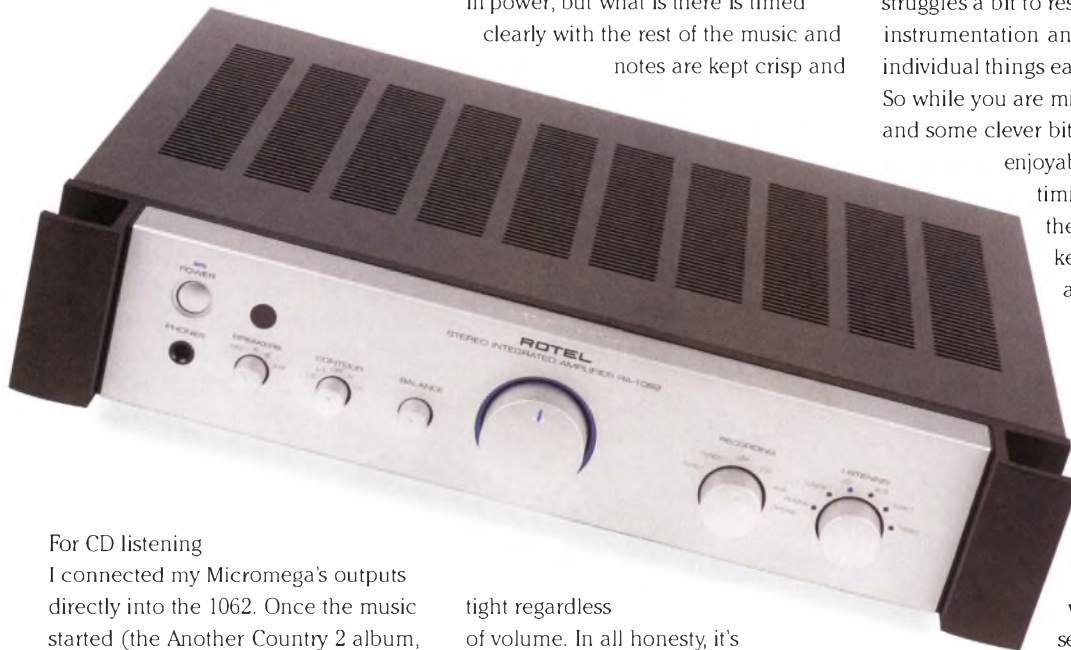 in power, but what is there is timed
clearly with the rest of the music and
notes are kept crisp and
struggles a bit to res
instrumentation an
individual things ea
So while you are mi
and some clever bit
enjoyab
timi
the
ke
a
POWER
PHONES
SPEAKERS
CONTOUR
BALANCE
ROTEL
STEREO INTEGRATED AMPLIFIER RA-1062
RECORDING
LISTENING
For CD listening
I connected my Micromega's outputs
directly into the 1062. Once the music
started (the Another Country 2 album,
tight regardless
of volume. In all honesty, it's
se